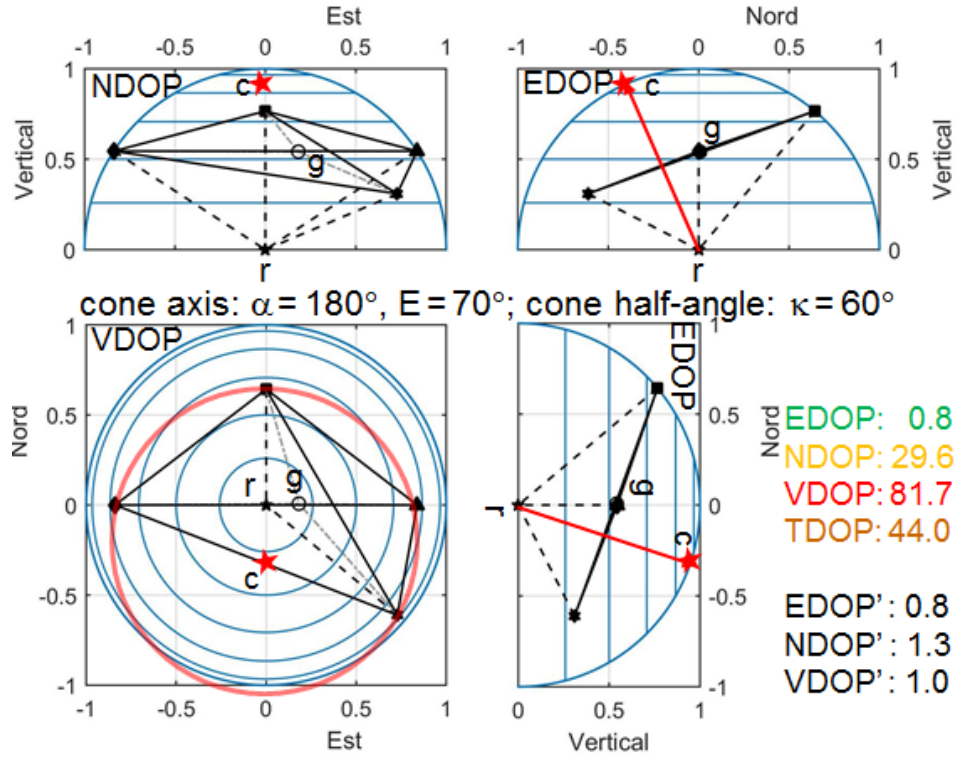 Est
-1 -0.5 0 0.5 1
NDOP
c
g
r
Vertical
1
0.5
0
Nord
-1 -0.5 0 0.5 1
EDOP
c
g
r
Vertical
1
0.5
0
cone axis: α = 180°, E = 70°; cone half-angle: κ = 60°
VDOP
r
g
c
Nord
1
0.5
0
-0.5
-1
-1 -0.5 0 0.5 1
Est
EDOP
r
g
c
Nord
1
0.5
0
-0.5
-1
0 0.5 1
Vertical
EDOP: 0.8
NDOP: 29.6
VDOP: 81.7
TDOP: 44.0
EDOP' : 0.8
NDOP' : 1.3
VDOP' : 1.0